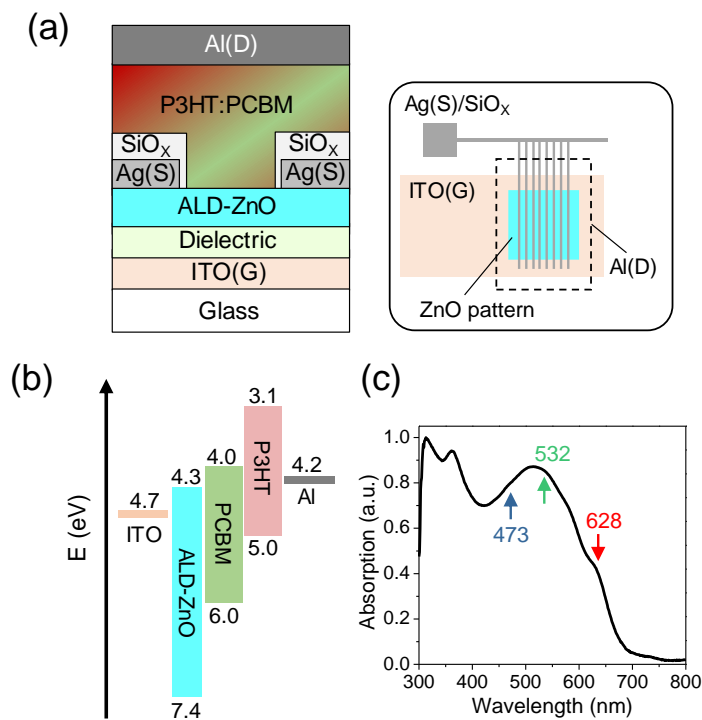 (a)
Al(D)
P3HT:PCBM
SiOX
SiOX
Ag(S)
Ag(S)
ALD-ZnO
Dielectric
ITO(G)
Glass
Ag(S)/SiOX
ITO(G)
Al(D)
ZnO pattern
(b)
E (eV)
4.7
ITO
4.3
ALD-ZnO
7.4
4.0
PCBM
6.0
3.1
P3HT
5.0
4.2
Al
(c)
Absorption (a.u.)
1.0
0.8
0.6
0.4
0.2
0.0
473
532
628
300 400 500 600 700 800
Wavelength (nm)